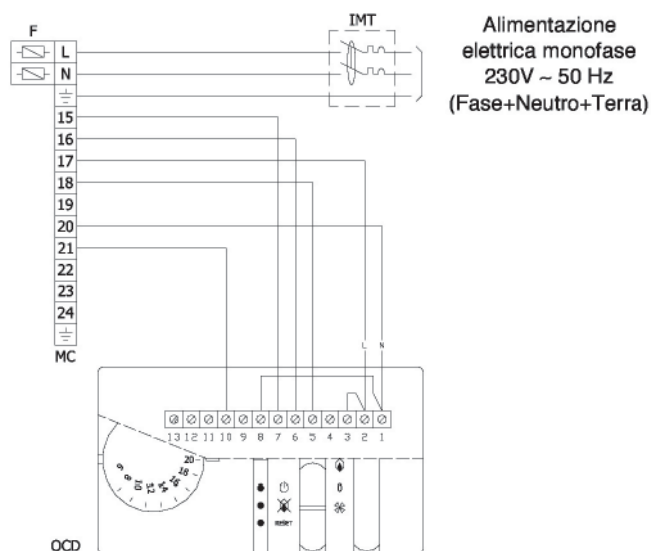 IMT
Alimentazione
elettrica monofase
230V ~ 50 Hz
(Fase+Neutro+Terra)
F
L
N
15
16
17
18
19
20
21
22
23
24
MC
L N
13 12 11 10 9 8 7 6 5 4 3 2 1
6 8 10 12 14 16 18 20
RESET
OCD